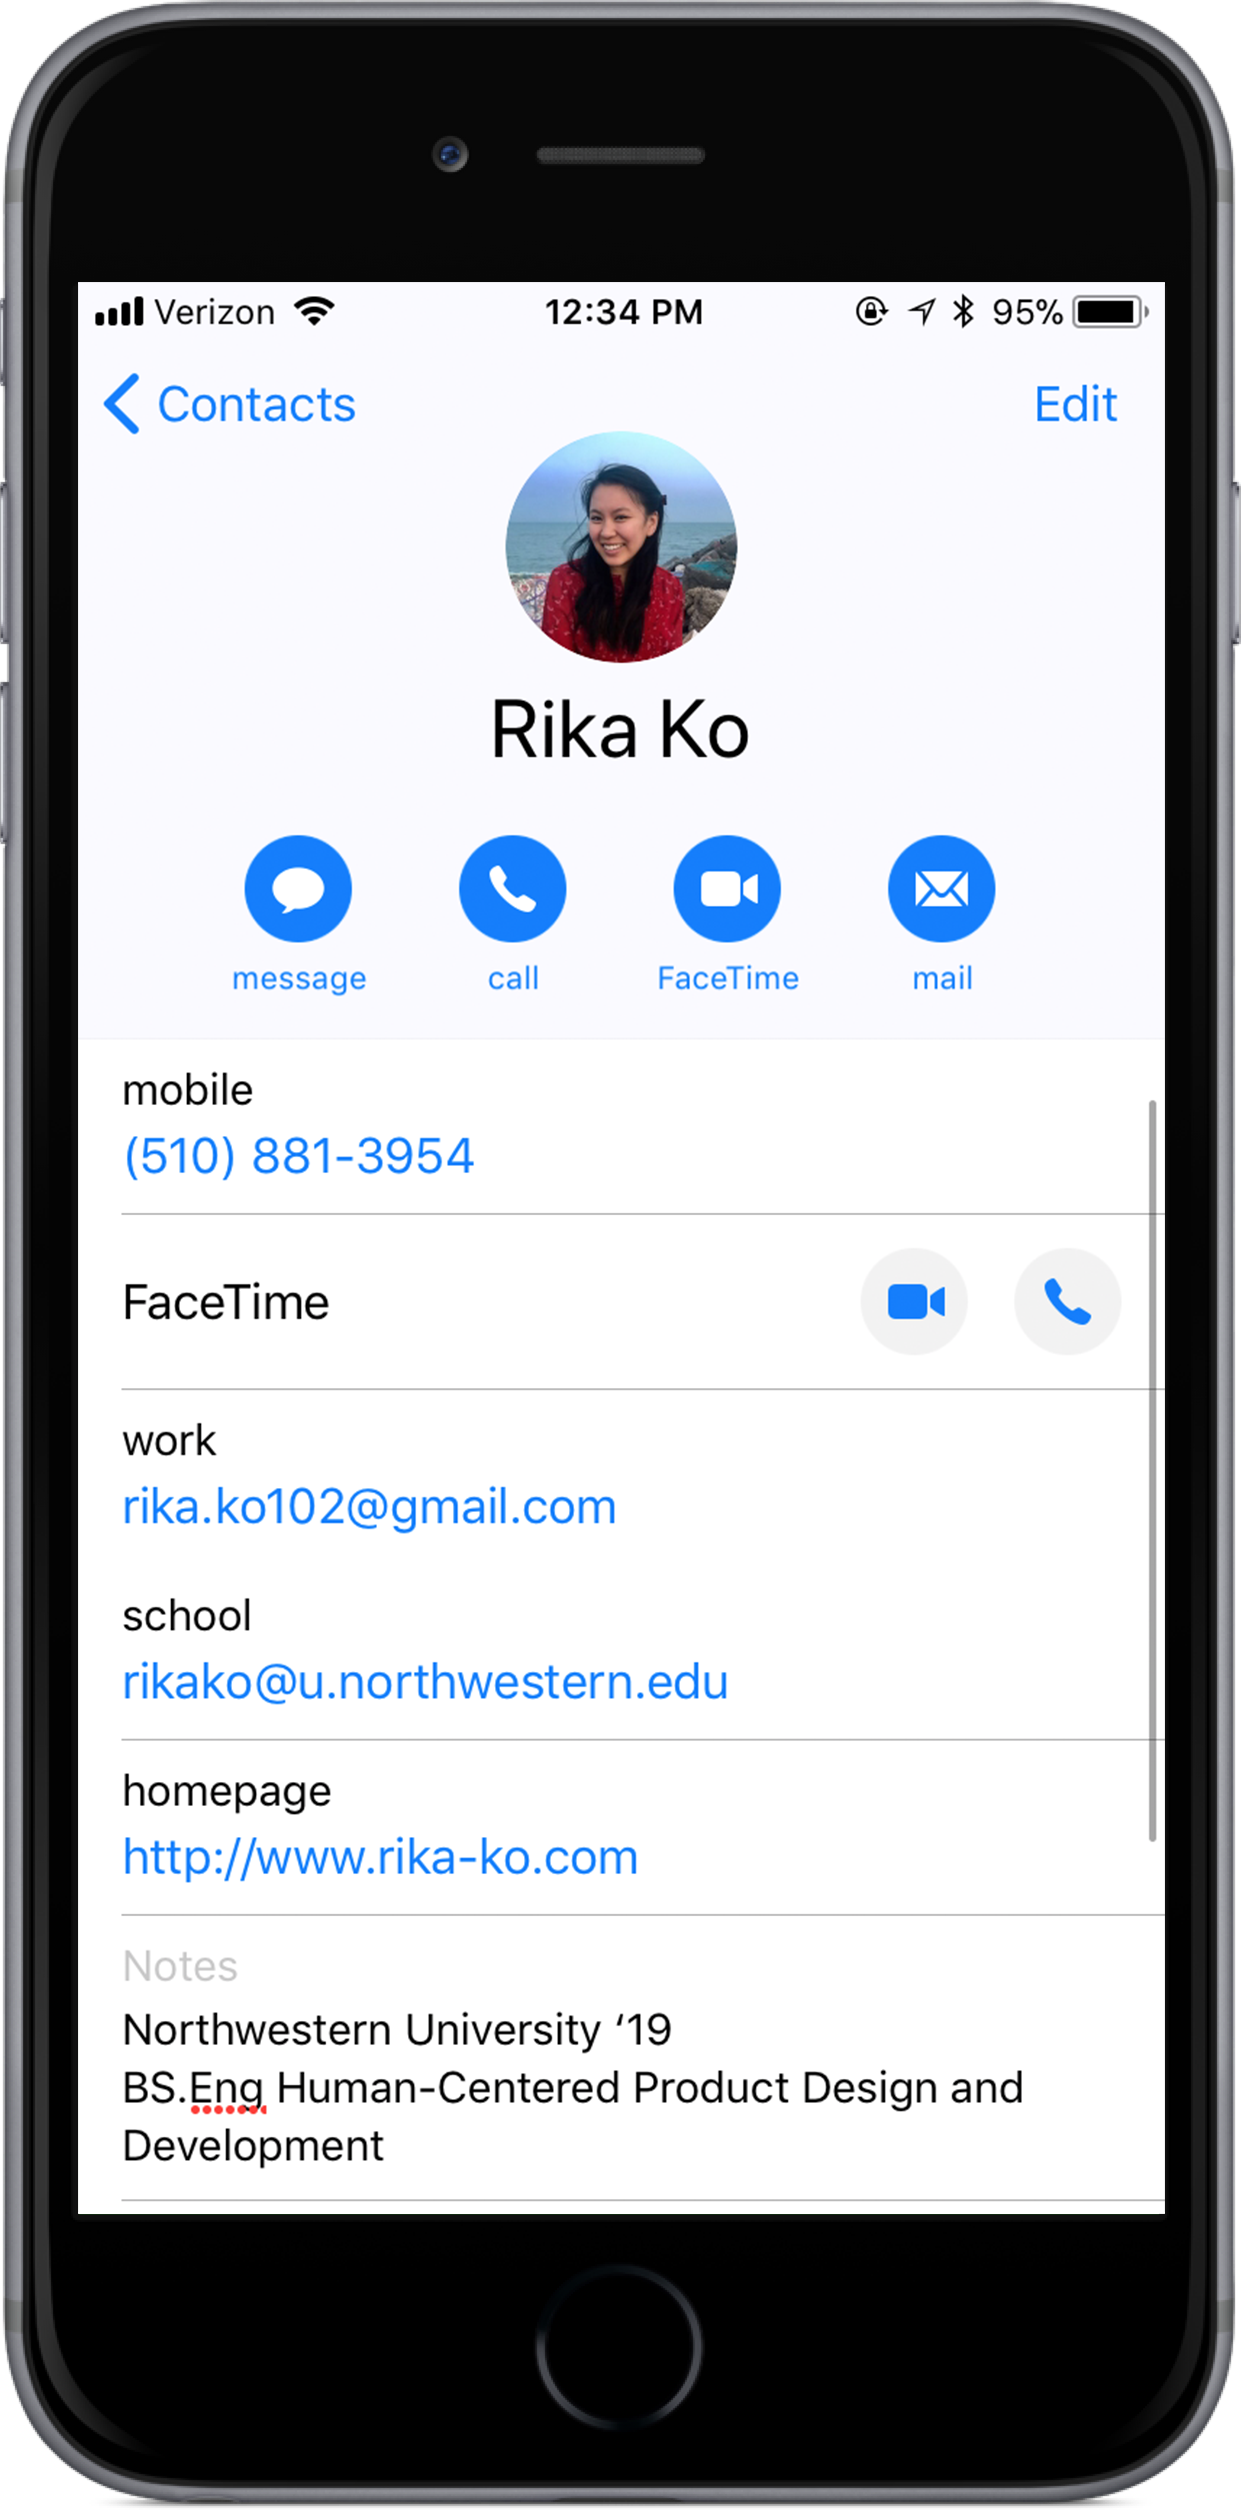 Verizon 12:34 PM 95%
Contacts Edit
Rika Ko
message call FaceTime mail
mobile
(510) 881-3954
FaceTime
work
rika.ko102@gmail.com
school
rikako@u.northwestern.edu
homepage
http://www.rika-ko.com
Notes
Northwestern University ‘19
BS.Eng Human-Centered Product Design and
Development